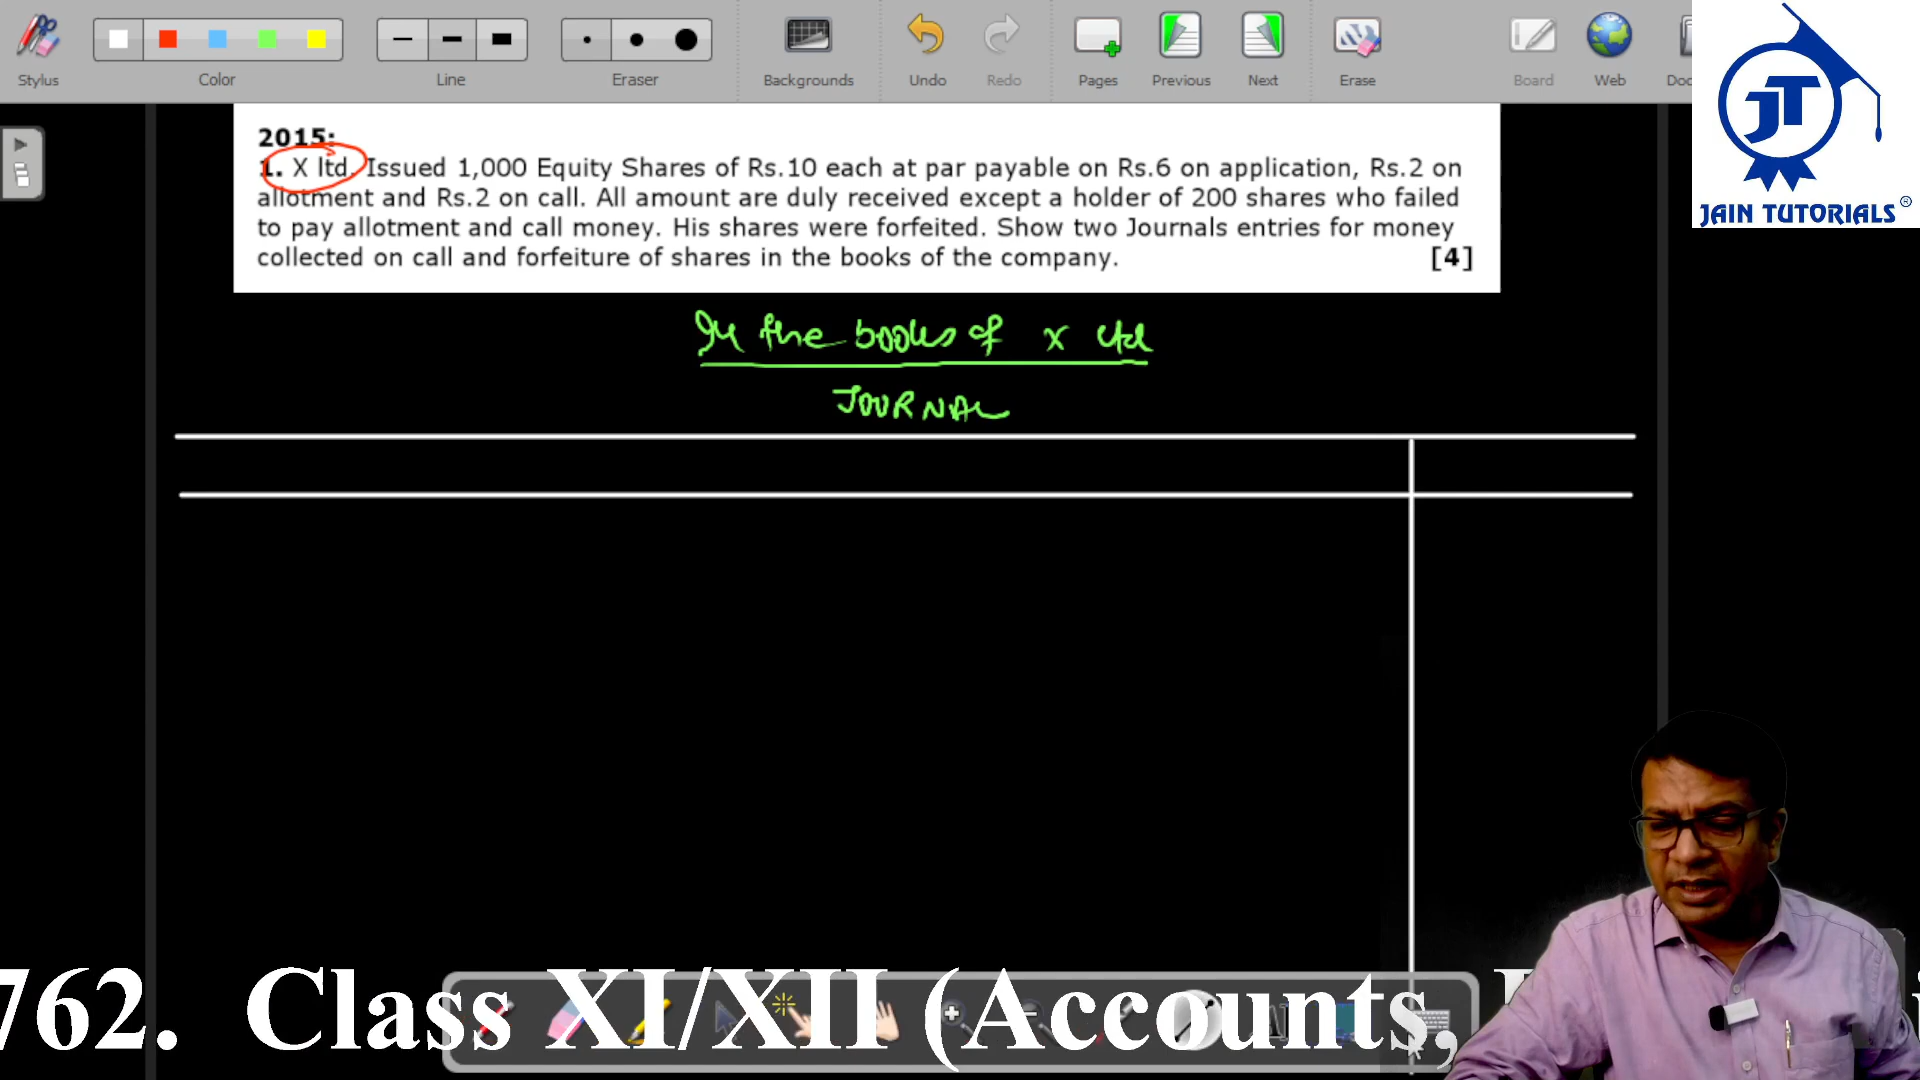 Stylus
Color
Line
Eraser
Backgrounds
Undo
Redo
Pages
Previous
Next
Erase
Board
Web
JT
JAIN TUTORIALS®
2015:
1. X ltd. Issued 1,000 Equity Shares of Rs.10 each at par payable on Rs.6 on application, Rs.2 on
allotment and Rs.2 on call. All amount are duly received except a holder of 200 shares who failed
to pay allotment and call money. His shares were forfeited. Show two Journals entries for money
collected on call and forfeiture of shares in the books of the company. [4]
In the books of X Ltd
JOURNAL
762. Class XI/XII (Accounts,